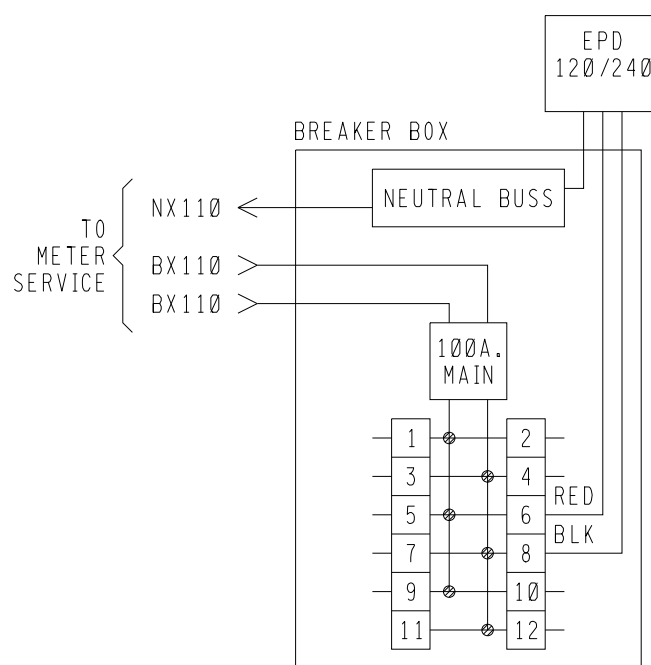 EPD
120/240
BREAKER BOX
NEUTRAL BUSS
NX110
TO
METER
SERVICE
BX110
BX110
100A.
MAIN
1
2
3
4
RED
5
6
BLK
7
8
9
10
11
12